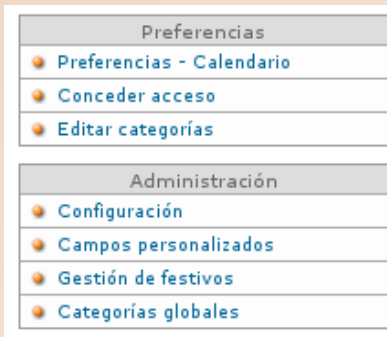 Preferencias
Preferencias - Calendario
Conceder acceso
Editar categorías
Administración
Configuración
Campos personalizados
Gestión de festivos
Categorías globales